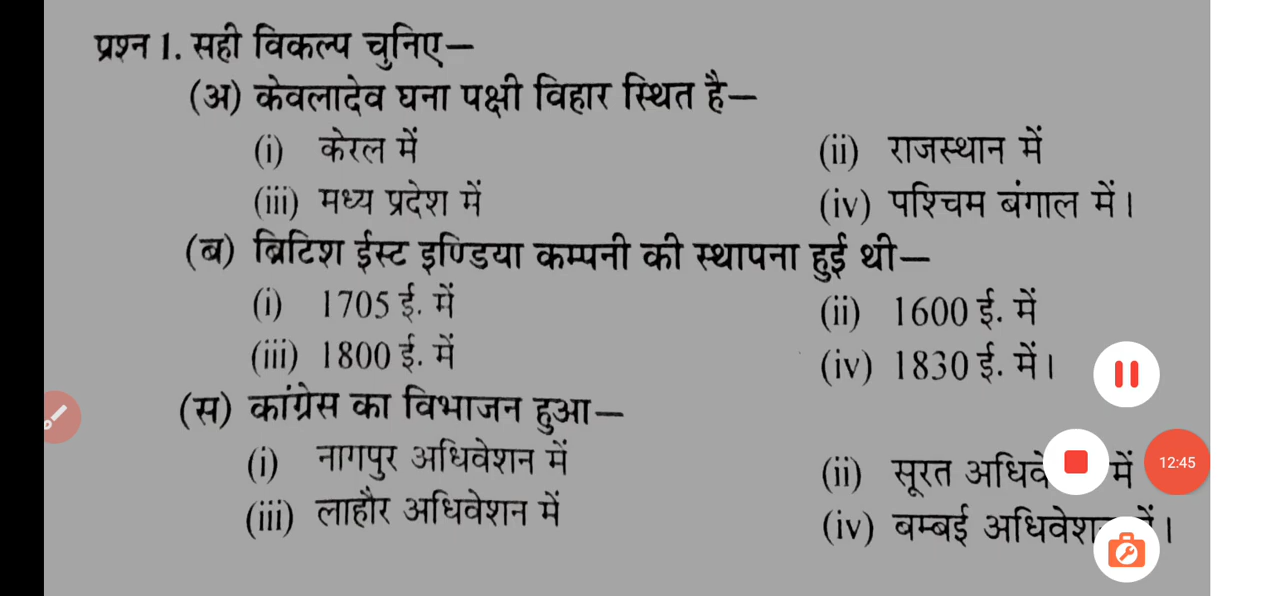 प्रश्न 1. सही विकल्प चुनिए—
(अ) केवलादेव घना पक्षी विहार स्थित है—
(i) केरल में (ii) राजस्थान में
(iii) मध्य प्रदेश में (iv) पश्चिम बंगाल में।
(ब) ब्रिटिश ईस्ट इण्डिया कम्पनी की स्थापना हुई थी—
(i) 1705 ई. में (ii) 1600 ई. में
(iii) 1800 ई. में (iv) 1830 ई. में।
(स) कांग्रेस का विभाजन हुआ—
(i) नागपुर अधिवेशन में (ii) सूरत में
12:45
(iii) लाहौर अधिवेशन में (iv) बम्बई